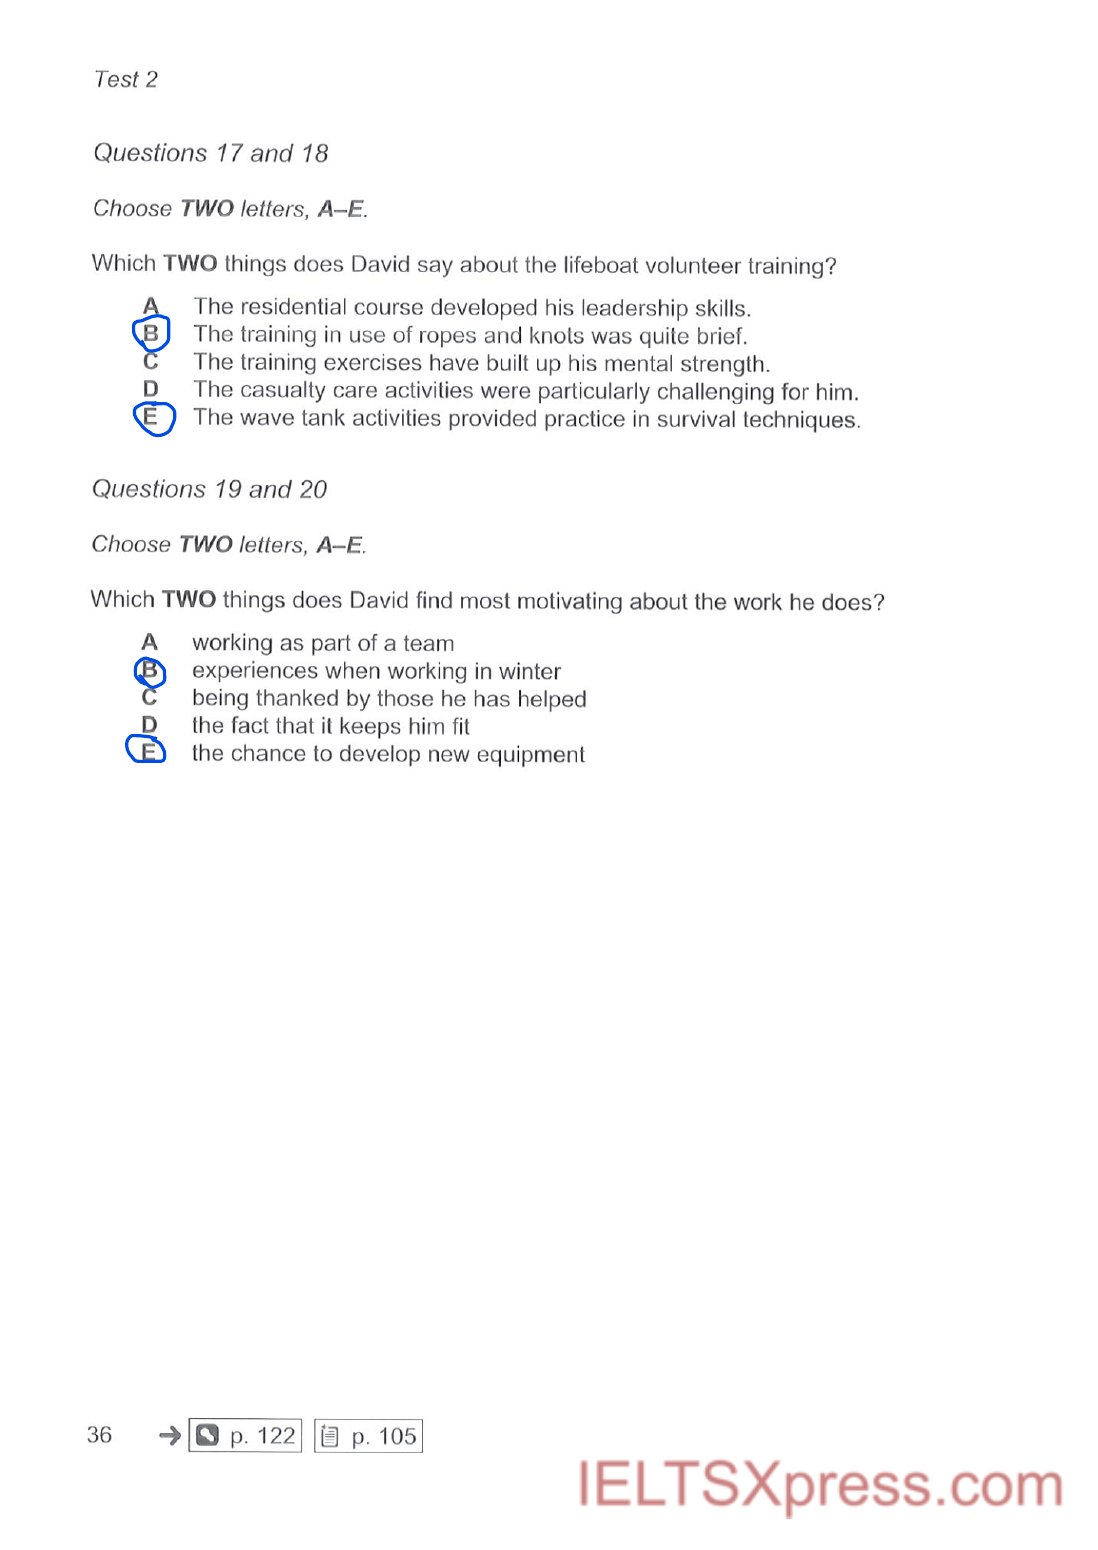 Test 2
Questions 17 and 18
Choose TWO letters, A–E.
Which TWO things does David say about the lifeboat volunteer training?
A The residential course developed his leadership skills.
B The training in use of ropes and knots was quite brief.
C The training exercises have built up his mental strength.
D The casualty care activities were particularly challenging for him.
E The wave tank activities provided practice in survival techniques.
Questions 19 and 20
Choose TWO letters, A–E.
Which TWO things does David find most motivating about the work he does?
A working as part of a team
B experiences when working in winter
C being thanked by those he has helped
D the fact that it keeps him fit
E the chance to develop new equipment
36 → p. 122 p. 105
IELTSXpress.com